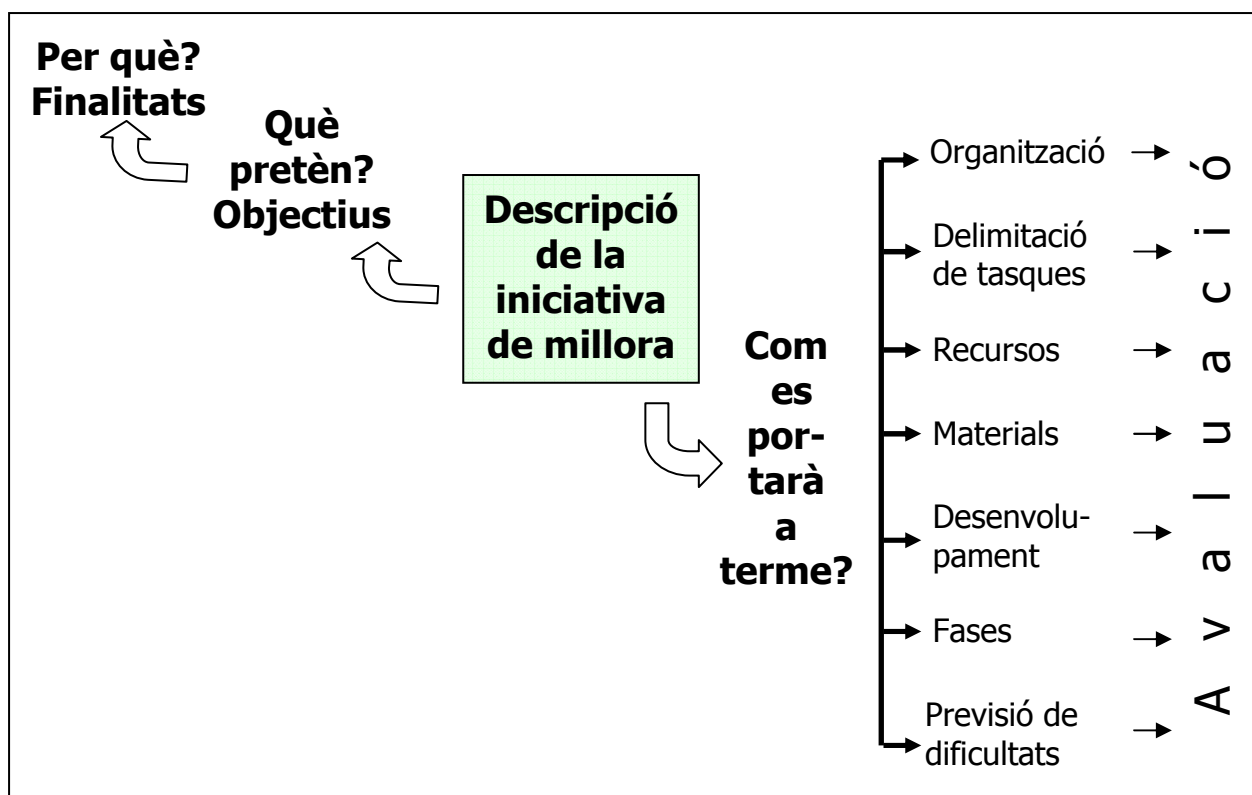 Per què?
Finalitats
Què
pretèn?
Objectius
Descripció
de la
iniciativa
de millora
Com
es
por-
tarà
a
terme?
Organització
Delimitació
de tasques
Recursos
Materials
Desenvolu-
pament
Fases
Previsió de
dificultats
A v a l u a c i ó